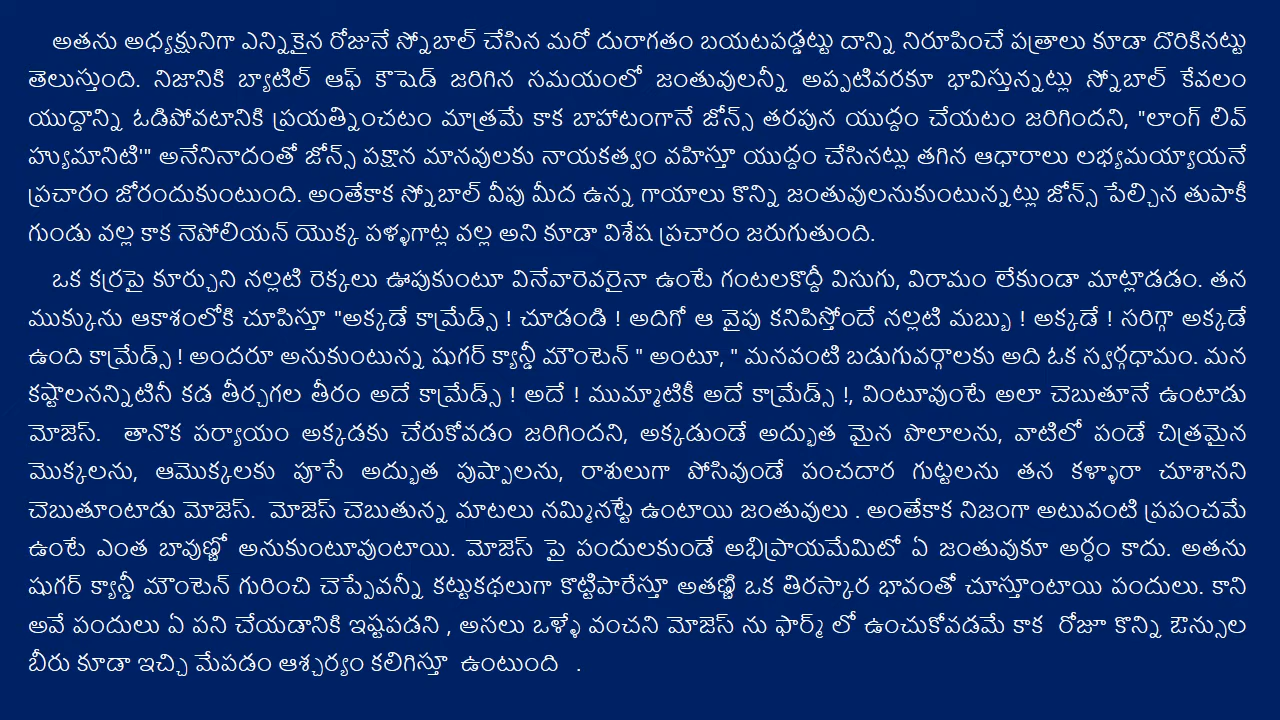 అతను అధ్యక్షునిగా ఎన్నికైన రోజునే స్నోబాల్ చేసిన మరో దురాగతం బయటపడ్డట్టు దాన్ని నిరూపించే పత్రాలు కూడా దొరికినట్టు
తెలుస్తుంది. నిజానికి బ్యాటిల్ ఆఫ్ కౌషెడ్ జరిగిన సమయంలో జంతువులన్నీ అప్పటివరకూ భావిస్తున్నట్లు స్నోబాల్ కేవలం
యుద్దాన్ని ఓడిపోవటానికి ప్రయత్నించటం మాత్రమే కాక బాహాటంగానే జోన్స్ తరపున యుద్దం చేయటం జరిగిందని, "లాంగ్ లివ్
హ్యుమానిటి'" అనేనినాదంతో జోన్స్ పక్షాన మానవులకు నాయకత్వం వహిస్తూ యుద్దం చేసినట్లు తగిన ఆధారాలు లభ్యమయ్యాయనే
ప్రచారం జోరందుకుంటుంది. అంతేకాక స్నోబాల్ వీపు మీద ఉన్న గాయాలు కొన్ని జంతువులనుకుంటున్నట్లు జోన్స్ పేల్చిన తుపాకీ
గుండు వల్ల కాక నెపోలియన్ యొక్క పళ్ళగాట్ల వల్ల అని కూడా విశేష ప్రచారం జరుగుతుంది.
ఒక కర్రపై కూర్చుని నల్లటి రెక్కలు ఊపుకుంటూ వినేవారెవరైనా ఉంటే గంటలకొద్దీ విసుగు, విరామం లేకుండా మాట్లాడడం. తన
ముక్కును ఆకాశంలోకి చూపిస్తూ "అక్కడే కామ్రేడ్స్ ! చూడండి ! అదిగో ఆ వైపు కనిపిస్తోందే నల్లటి మబ్బు ! అక్కడే ! సరిగ్గా అక్కడే
ఉంది కామ్రేడ్స్ ! అందరూ అనుకుంటున్న షుగర్ క్యాన్డీ మౌంటెన్ " అంటూ, " మనవంటి బడుగువర్గాలకు అది ఓక స్వర్గధామం. మన
కష్టాలనన్నిటినీ కడ తీర్చగల తీరం అదే కామ్రేడ్స్ ! అదే ! ముమ్మాటికీ అదే కామ్రేడ్స్ !, వింటూవుంటే అలా చెబుతూనే ఉంటాడు
మోజెస్. తానొక పర్యాయం అక్కడకు చేరుకోవడం జరిగిందని, అక్కడుండే అద్భుత మైన పొలాలను, వాటిలో పండే చిత్రమైన
మొక్కలను, ఆమొక్కలకు పూసే అద్భుత పుష్పాలను, రాశులుగా పోసివుండే పంచదార గుట్టలను తన కళ్ళారా చూశానని
చెబుతూంటాడు మోజెస్. మోజెస్ చెబుతున్న మాటలు నమ్మినట్టే ఉంటాయి జంతువులు . అంతేకాక నిజంగా అటువంటి ప్రపంచమే
ఉంటే ఎంత బావుణ్ణో అనుకుంటూవుంటాయి. మోజెస్ పై పందులకుండే అభిప్రాయమేమిటో ఏ జంతువుకూ అర్ధం కాదు. అతను
షుగర్ క్యాన్డీ మౌంటెన్ గురించి చెప్పేవన్నీ కట్టుకథలుగా కొట్టిపారేస్తూ అతణ్ణి ఒక తిరస్కార భావంతో చూస్తూంటాయి పందులు. కాని
అవే పందులు ఏ పని చేయడానికి ఇష్టపడని , అసలు ఒళ్ళే వంచని మోజెస్ ను ఫార్మ్ లో ఉంచుకోవడమే కాక రోజూ కొన్ని ఔన్సుల
బీరు కూడా ఇచ్చి మేపడం ఆశ్చర్యం కలిగిస్తూ ఉంటుంది .